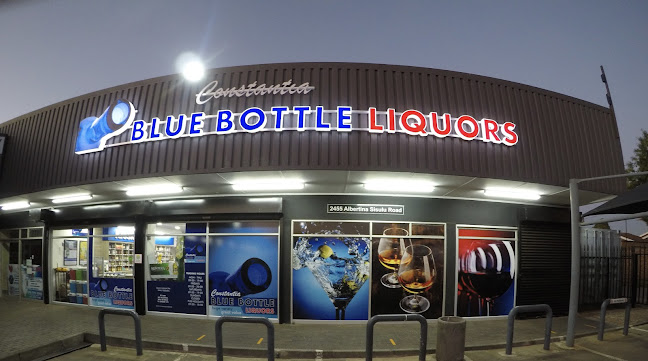 Constantia
BLUE BOTTLE LIQUORS
2455 Albertina Sisulu Road
Constantia
BLUE BOTTLE
LIQUORS